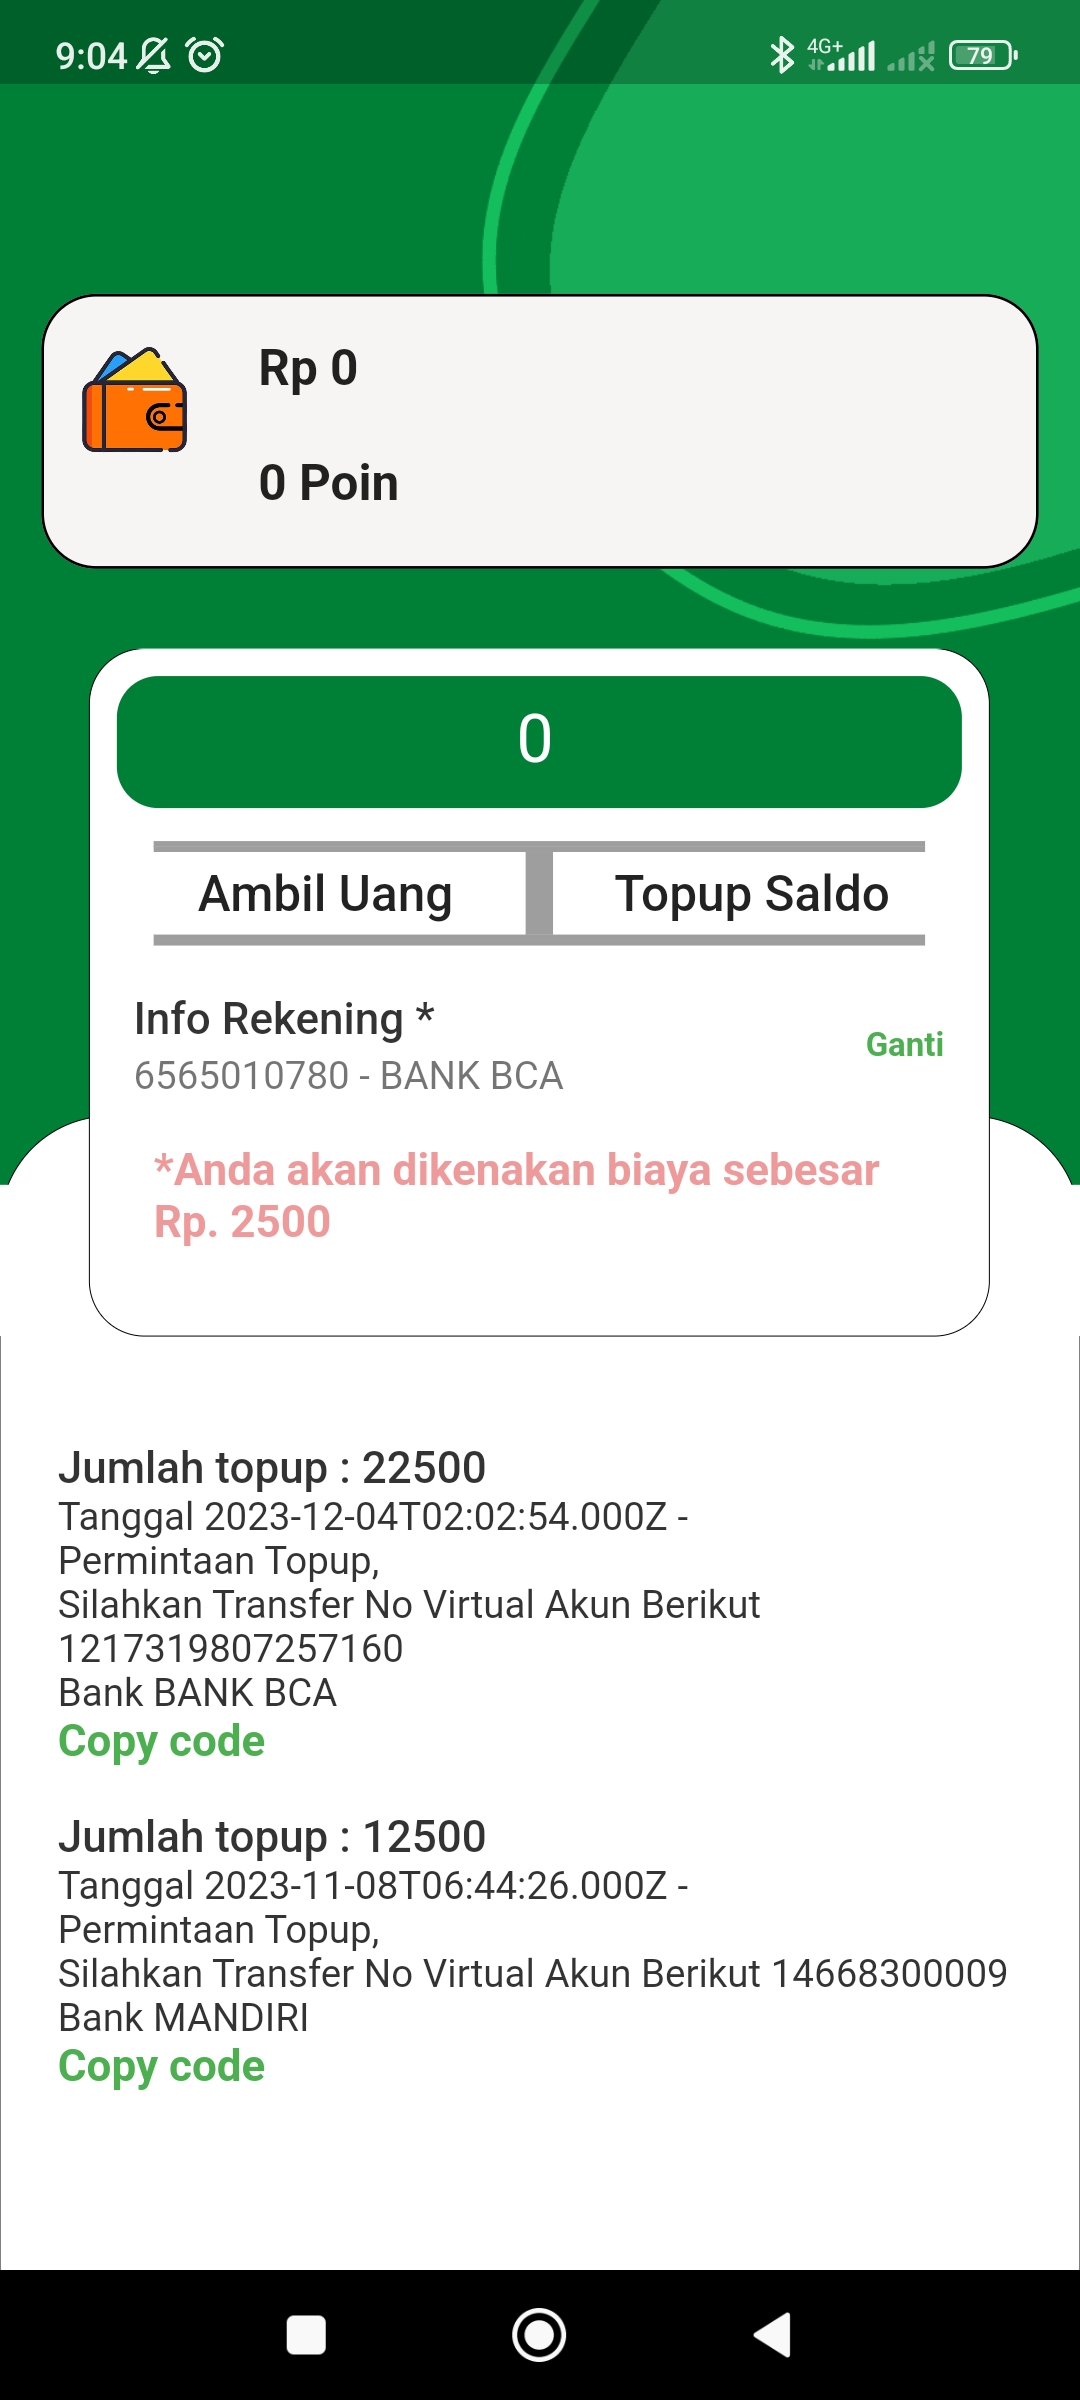 9:04
4G+
79
Rp 0
0 Poin
0
Ambil Uang
Topup Saldo
Info Rekening *
6565010780 - BANK BCA
Ganti
*Anda akan dikenakan biaya sebesar
Rp. 2500
Jumlah topup : 22500
Tanggal 2023-12-04T02:02:54.000Z -
Permintaan Topup,
Silahkan Transfer No Virtual Akun Berikut
1217319807257160
Bank BANK BCA
Copy code
Jumlah topup : 12500
Tanggal 2023-11-08T06:44:26.000Z -
Permintaan Topup,
Silahkan Transfer No Virtual Akun Berikut 14668300009
Bank MANDIRI
Copy code